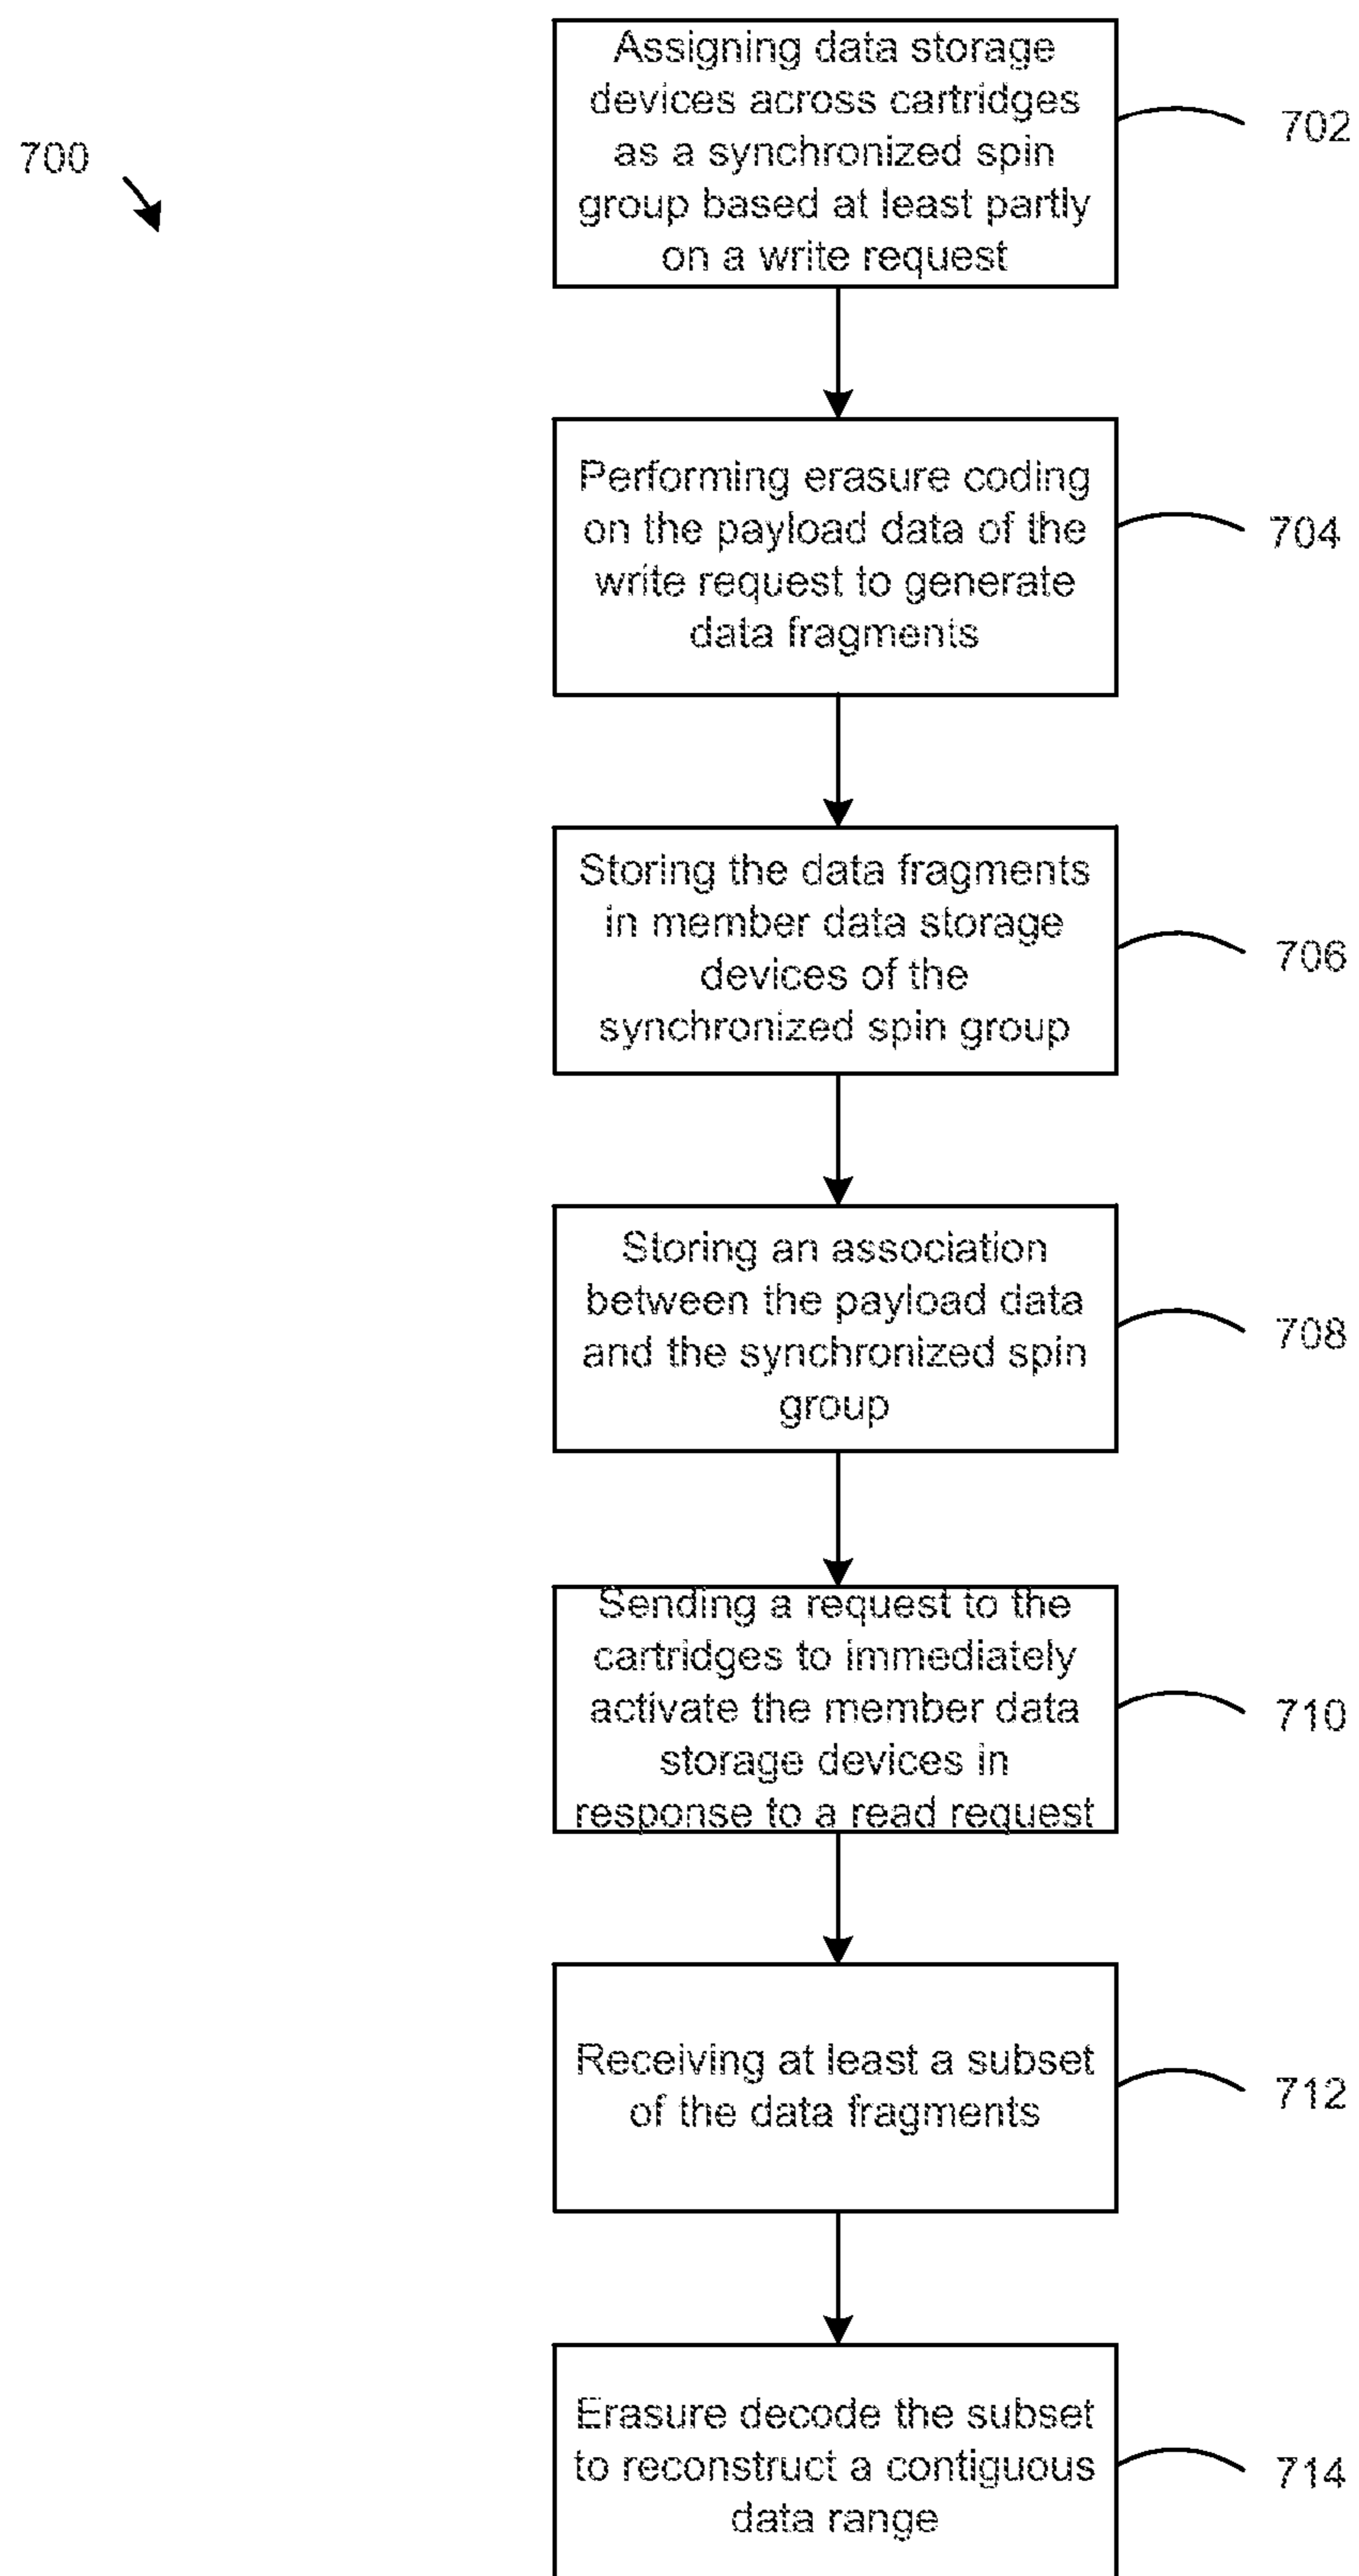 700
Assigning data storage
devices across cartridges
as a synchronized spin
group based at least partly
on a write request
702
Performing erasure coding
on the payload data of the
write request to generate
data fragments
704
Storing the data fragments
in member data storage
devices of the
synchronized spin group
706
Storing an association
between the payload data
and the synchronized spin
group
708
Sending a request to the
cartridges to immediately
activate the member data
storage devices in
response to a read request
710
Receiving at least a subset
of the data fragments
712
Erasure decode the subset
to reconstruct a contiguous
data range
714